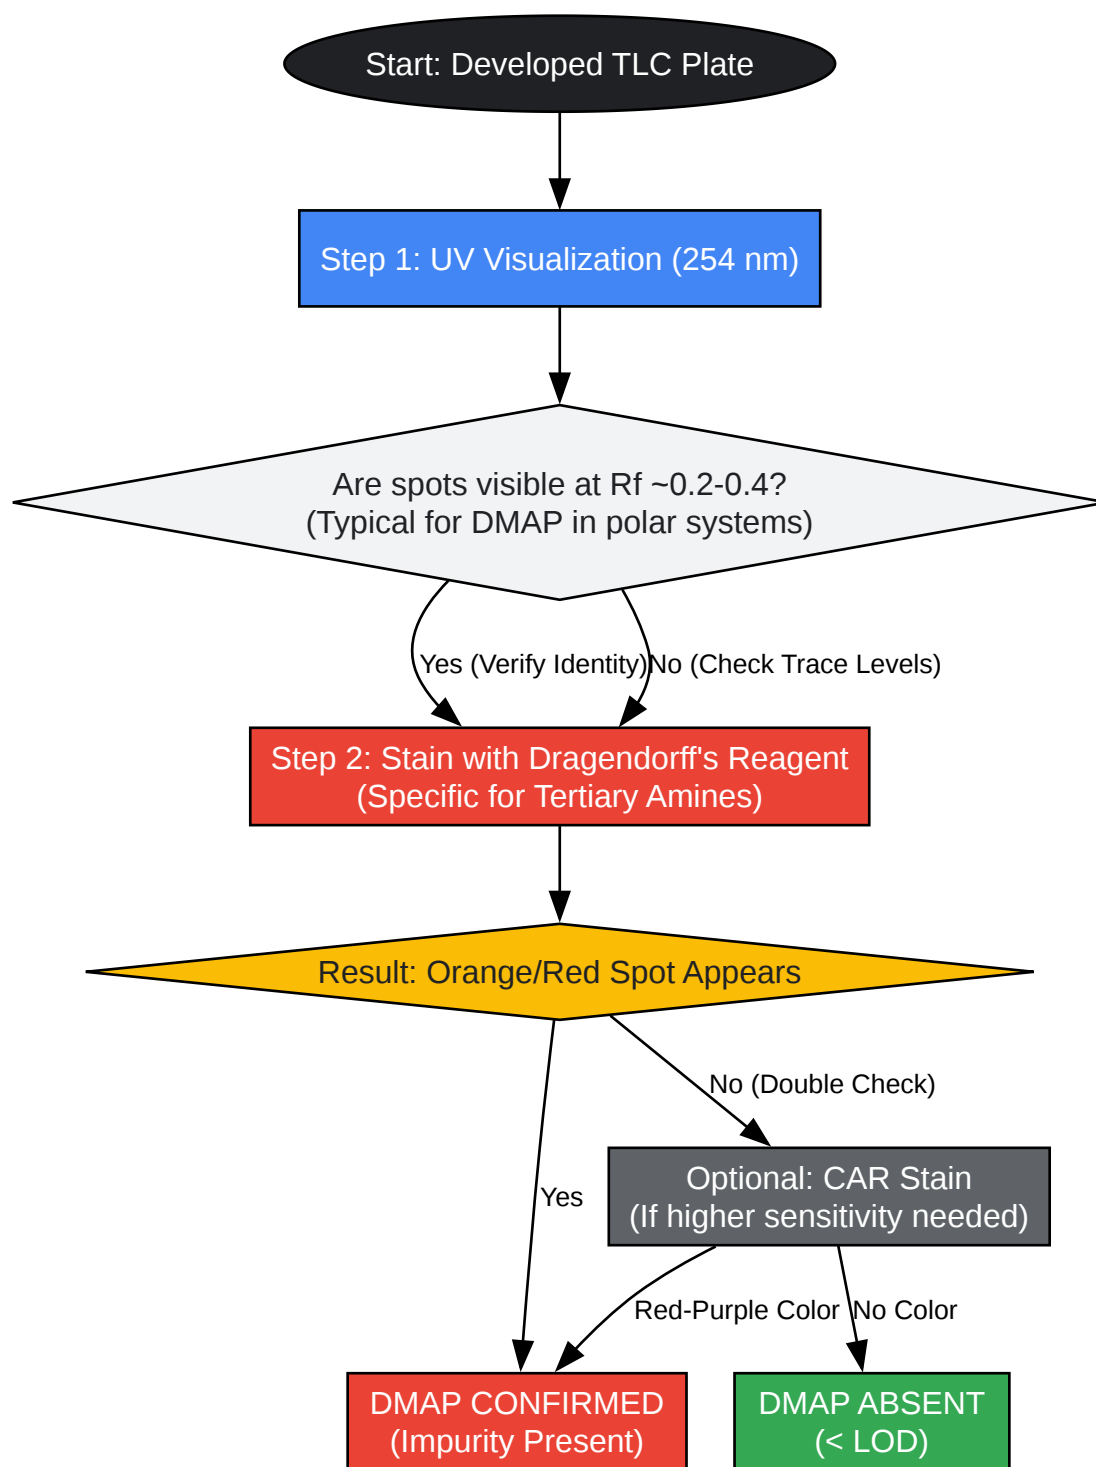 Start: Developed TLC Plate
Step 1: UV Visualization (254 nm)
Are spots visible at Rf ~0.2-0.4?
(Typical for DMAP in polar systems)
Yes (Verify Identity)
No (Check Trace Levels)
Step 2: Stain with Dragendorff's Reagent
(Specific for Tertiary Amines)
Result: Orange/Red Spot Appears
No (Double Check)
Yes
Optional: CAR Stain
(If higher sensitivity needed)
Red-Purple Color
No Color
DMAP CONFIRMED
(Impurity Present)
DMAP ABSENT
(< LOD)